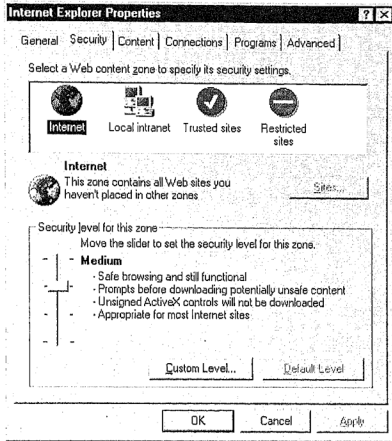 Internet Explorer Properties ? ×
General Security Content Connections Programs Advanced
Select a Web content zone to specify its security settings.
Internet Local intranet Trusted sites Restricted sites
Internet
This zone contains all Web sites you
haven't placed in other zones
Sites...
Security level for this zone
Move the slider to set the security level for this zone.
Medium
- Safe browsing and still functional
- Prompts before downloading potentially unsafe content
- Unsigned ActiveX controls will not be downloaded
- Appropriate for most Internet sites
Custom Level... Default Level
OK Cancel Apply